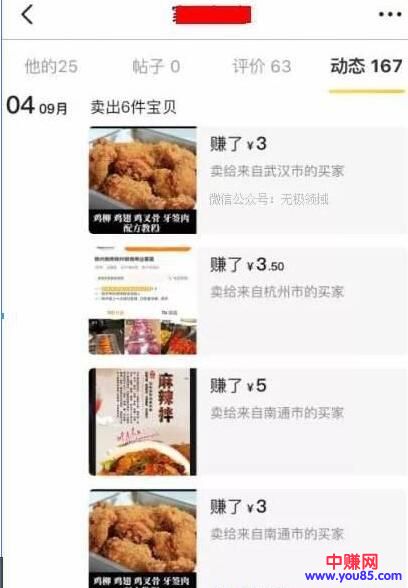 他的25 帖子 0 评价 63 动态 167
04 09月 卖出6件宝贝
赚了 ¥ 3
卖给来自武汉市的买家
微信公众号：无极领域
鸡柳 鸡翅 鸡叉骨 牙签肉
(配方教程)
赚了 ¥ 3.50
卖给来自杭州市的买家
赚了 ¥ 5
卖给来自南通市的买家
麻辣拌
赚了 ¥ 3
卖给来自南通市的买家
鸡柳 鸡翅 鸡叉骨 牙签肉
中赚网
www.you85.com